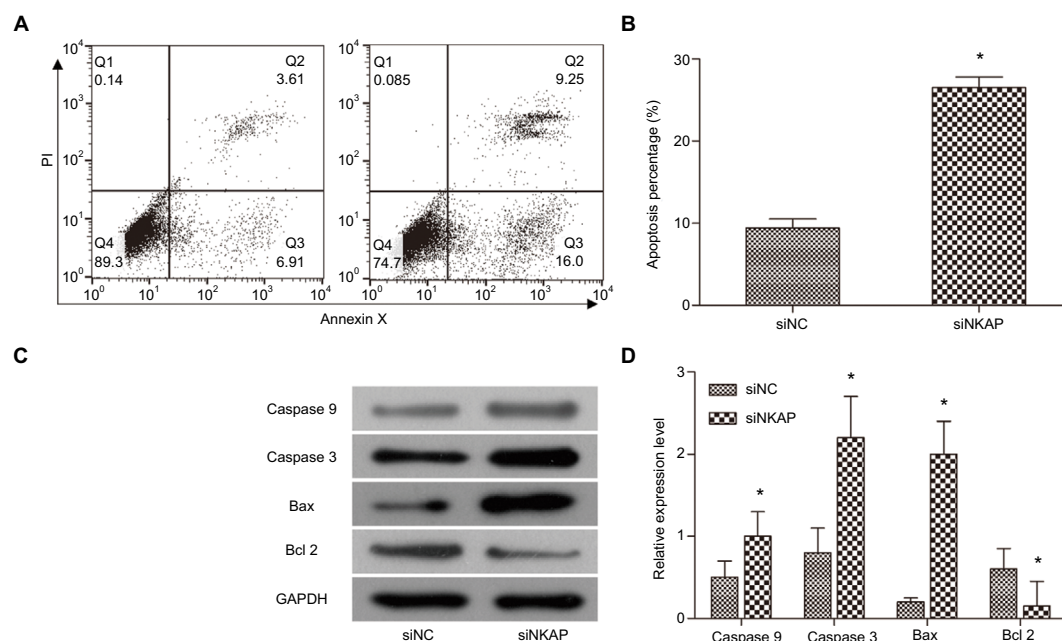 A
10⁴
10³
10²
10¹
10⁰
PI
Q1
0.14
Q2
3.61
Q4
89.3
Q3
6.91
10⁰ 10¹ 10² 10³ 10⁴
10⁴
10³
10²
10¹
10⁰
Q1
0.085
Q2
9.25
Q4
74.7
Q3
16.0
10⁰ 10¹ 10² 10³ 10⁴
Annexin X
B
Apoptosis percentage (%)
30
20
10
0
*
siNC siNKAP
C
Caspase 9
Caspase 3
Bax
Bcl 2
GAPDH
siNC siNKAP
D
Relative expression level
3
2
1
0
siNC
siNKAP
* * * *
Caspase 9 Caspase 3 Bax Bcl 2